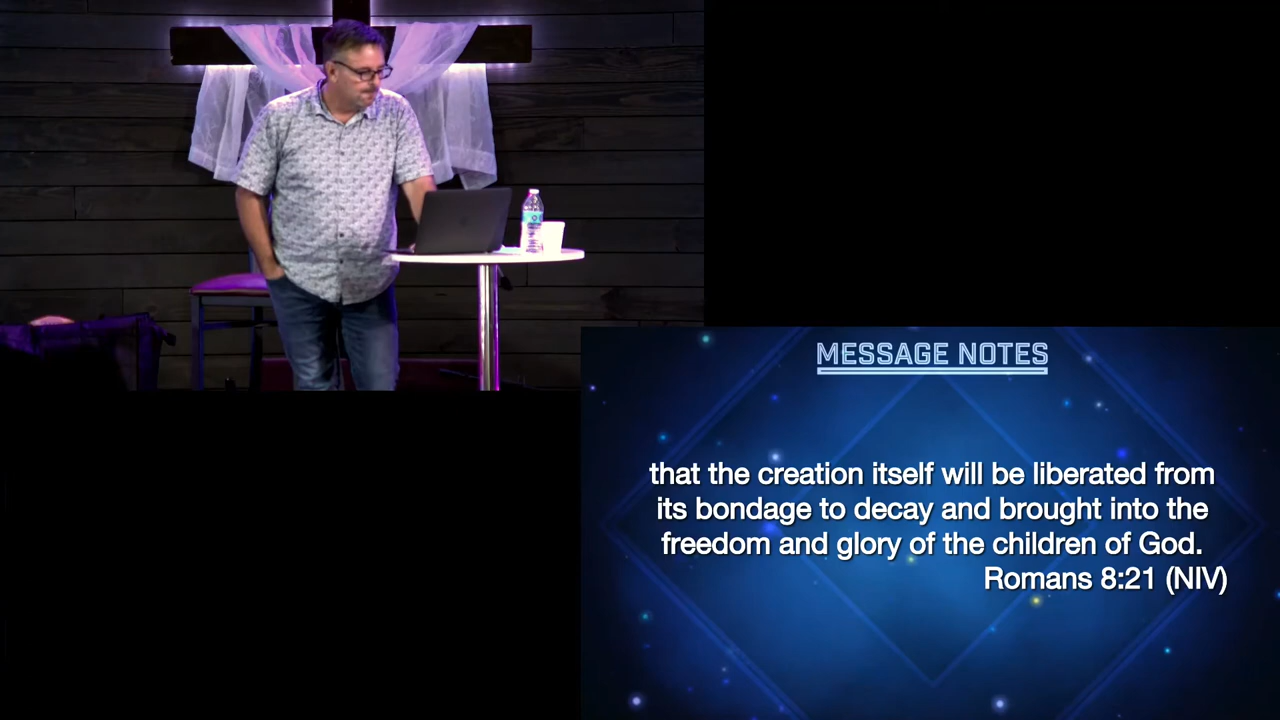 MESSAGE NOTES
that the creation itself will be liberated from
its bondage to decay and brought into the
freedom and glory of the children of God.
Romans 8:21 (NIV)